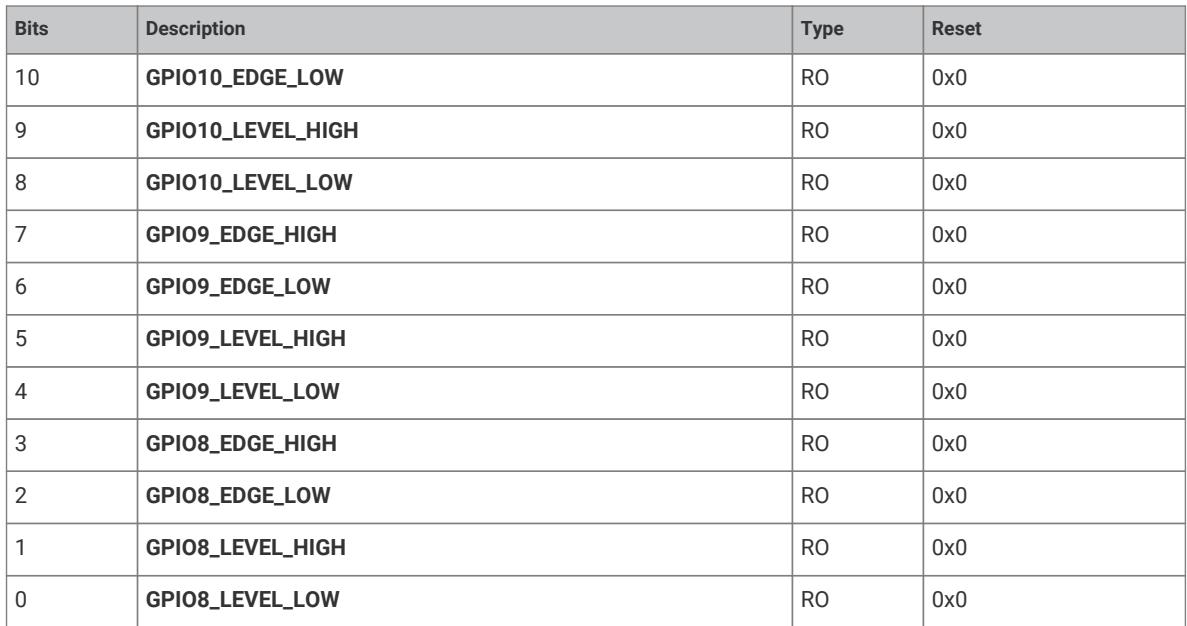 Bits Description Type Reset
10 GPIO10_EDGE_LOW RO 0x0
9 GPIO10_LEVEL_HIGH RO 0x0
8 GPIO10_LEVEL_LOW RO 0x0
7 GPIO9_EDGE_HIGH RO 0x0
6 GPIO9_EDGE_LOW RO 0x0
5 GPIO9_LEVEL_HIGH RO 0x0
4 GPIO9_LEVEL_LOW RO 0x0
3 GPIO8_EDGE_HIGH RO 0x0
2 GPIO8_EDGE_LOW RO 0x0
1 GPIO8_LEVEL_HIGH RO 0x0
0 GPIO8_LEVEL_LOW RO 0x0